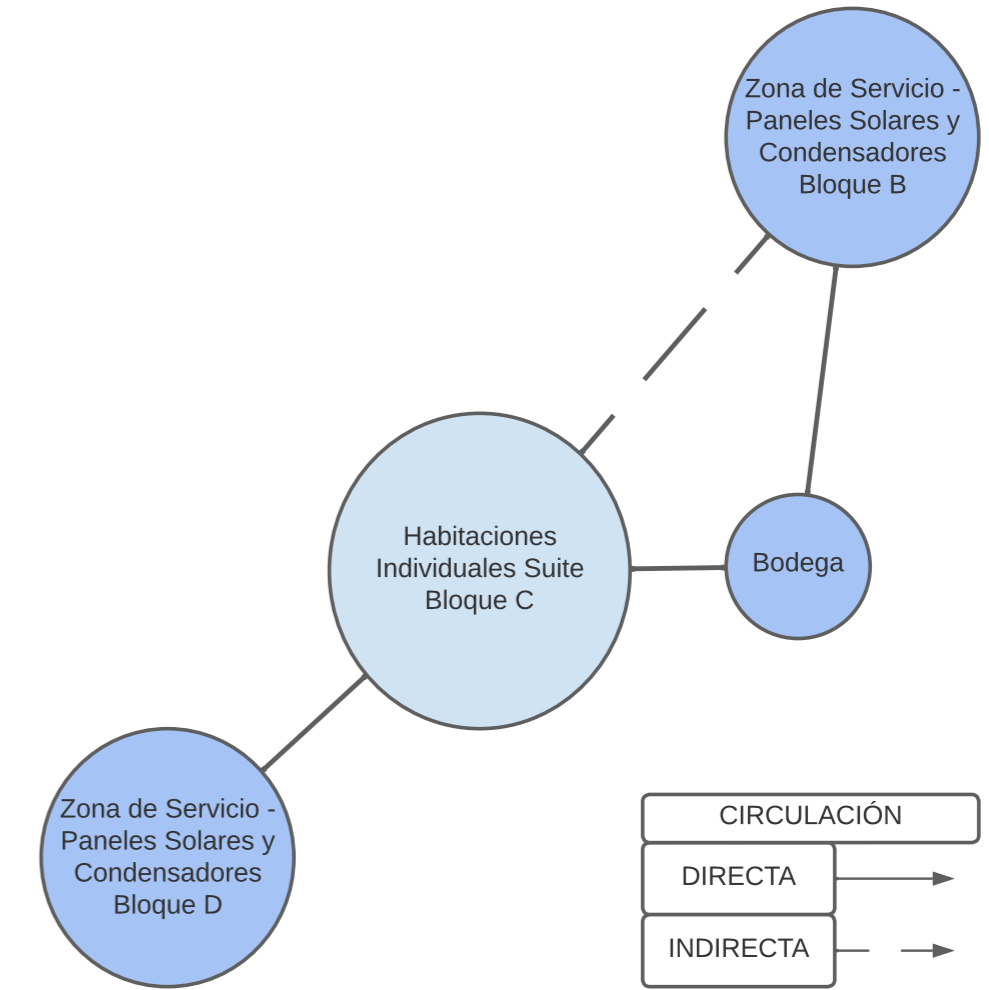 Zona de Servicio -
Paneles Solares y
Condensadores
Bloque B
Habitaciones
Individuales Suite
Bloque C
Bodega
Zona de Servicio -
Paneles Solares y
Condensadores
Bloque D
CIRCULACIÓN
DIRECTA
INDIRECTA